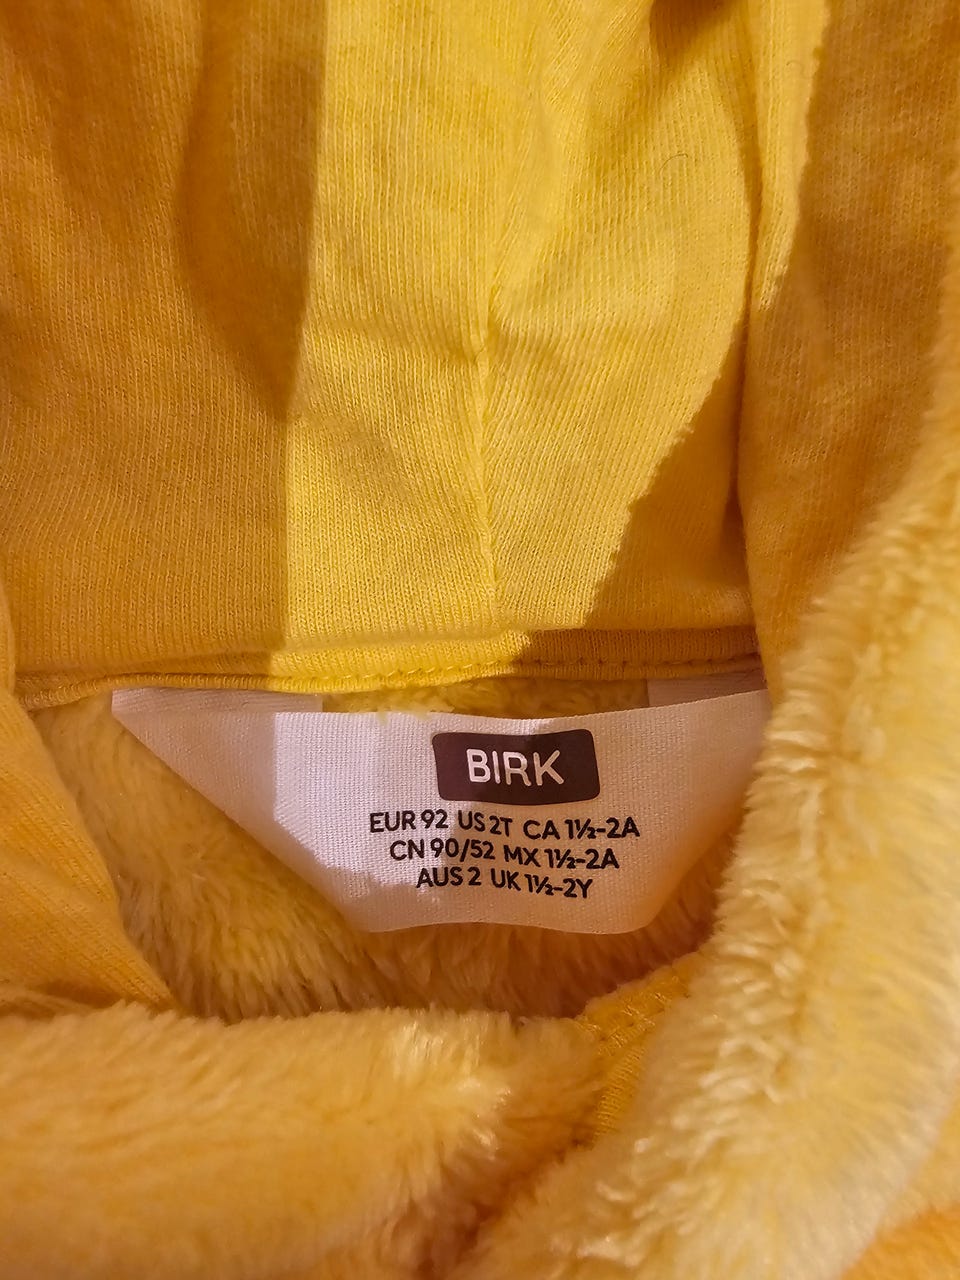 BIRK
EUR 92 US 2T CA 1½-2A
CN 90/52 MX 1½-2A
AUS 2 UK 1½-2Y